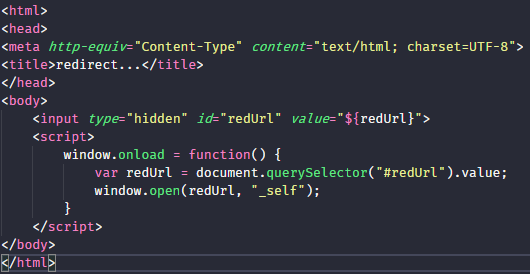 <html>
<head>
<meta http-equiv="Content-Type" content="text/html; charset=UTF-8">
<title>redirect...</title>
</head>
<body>
    <input type="hidden" id="redUrl" value="${redUrl}">
    <script>
        window.onload = function() {
            var redUrl = document.querySelector("#redUrl").value;
            window.open(redUrl, "_self");
        }
    </script>
</body>
</html>